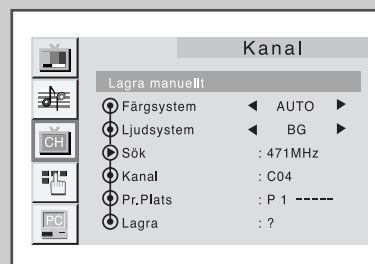 Kanal
Lagra manuellt
Färgsystem ◀ AUTO ▶
Ljudsystem ◀ BG ▶
Sök : 471MHz
CH
Kanal : C04
Pr.Plats : P 1 -----
PC
Lagra : ?